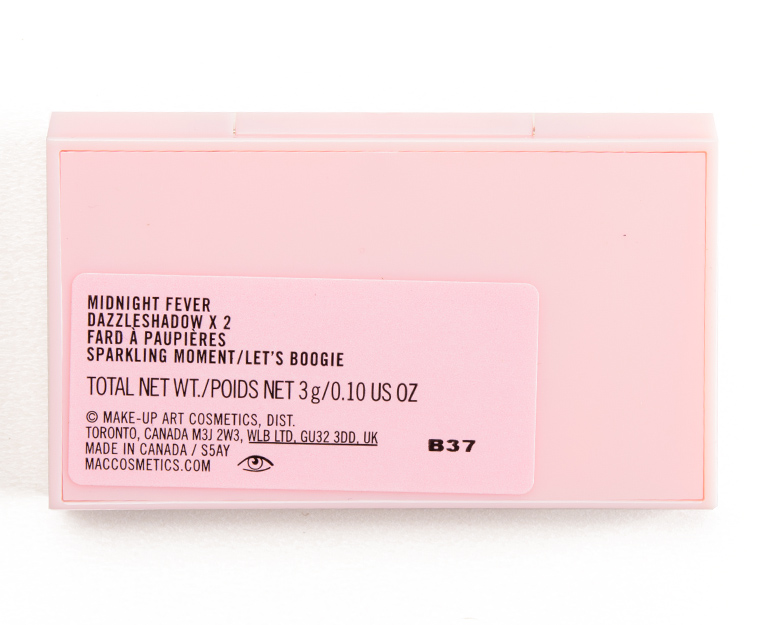 MIDNIGHT FEVER
DAZZLESHADOW X 2
FARD À PAUPIÈRES
SPARKLING MOMENT/LET'S BOOGIE
TOTAL NET WT./POIDS NET 3 g/0.10 US OZ
© MAKE-UP ART COSMETICS, DIST.
TORONTO, CANADA M3J 2W3, WLB LTD, GU32 3DD, UK
MADE IN CANADA / S5AY
MACCOSMETICS.COM
B37